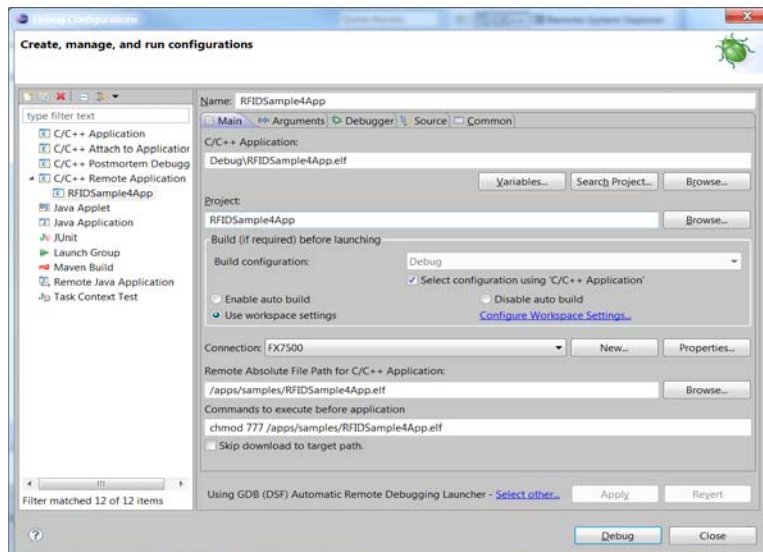 Debug Configurations
Create, manage, and run configurations
type filter text
C/C++ Application
C/C++ Attach to Application
C/C++ Postmortem Debugg
C/C++ Remote Application
RFIDSample4App
Java Applet
Java Application
Ju JUnit
Launch Group
m2 Maven Build
Remote Java Application
Ju Task Context Test
Filter matched 12 of 12 items
Name: RFIDSample4App
Main Arguments Debugger Source Common
C/C++ Application:
Debug\RFIDSample4App.elf
Variables... Search Project... Browse...
Project:
RFIDSample4App
Browse...
Build (if required) before launching
Build configuration: Debug
Select configuration using 'C/C++ Application'
Enable auto build Disable auto build
Use workspace settings Configure Workspace Settings...
Connection: FX7500 New... Properties...
Remote Absolute File Path for C/C++ Application:
/apps/samples/RFIDSample4App.elf Browse...
Commands to execute before application
chmod 777 /apps/samples/RFIDSample4App.elf
Skip download to target path.
Using GDB (DSF) Automatic Remote Debugging Launcher - Select other... Apply Revert
Debug Close